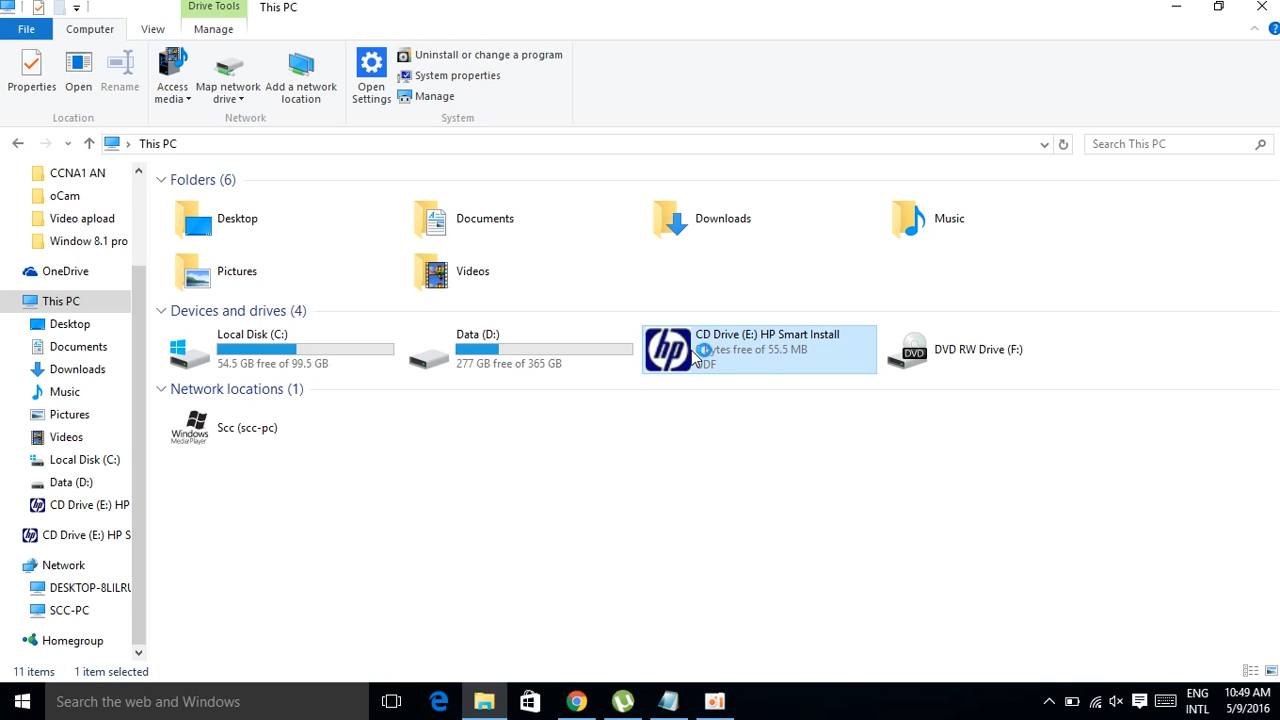 Drive Tools
This PC
File
Computer
View
Manage
Properties
Open
Rename
Access media
Map network drive
Add a network location
Open Settings
Uninstall or change a program
System properties
Manage
Location
Network
System
This PC
Search This PC
CCNA1 AN
oCam
Video apload
Window 8.1 pro
OneDrive
This PC
Desktop
Documents
Downloads
Music
Pictures
Videos
Local Disk (C:)
Data (D:)
CD Drive (E:) HP
CD Drive (E:) HP S
Network
DESKTOP-8LILRU
SCC-PC
Homegroup
Folders (6)
Desktop
Documents
Downloads
Music
Pictures
Videos
Devices and drives (4)
Local Disk (C:)
54.5 GB free of 99.5 GB
Data (D:)
277 GB free of 365 GB
hp
CD Drive (E:) HP Smart Install
free of 55.5 MB
DVD
DVD RW Drive (F:)
Network locations (1)
Windows
MediaPlayer
Scc (scc-pc)
11 items
1 item selected
Search the web and Windows
ENG
INTL
10:49 AM
5/9/2016